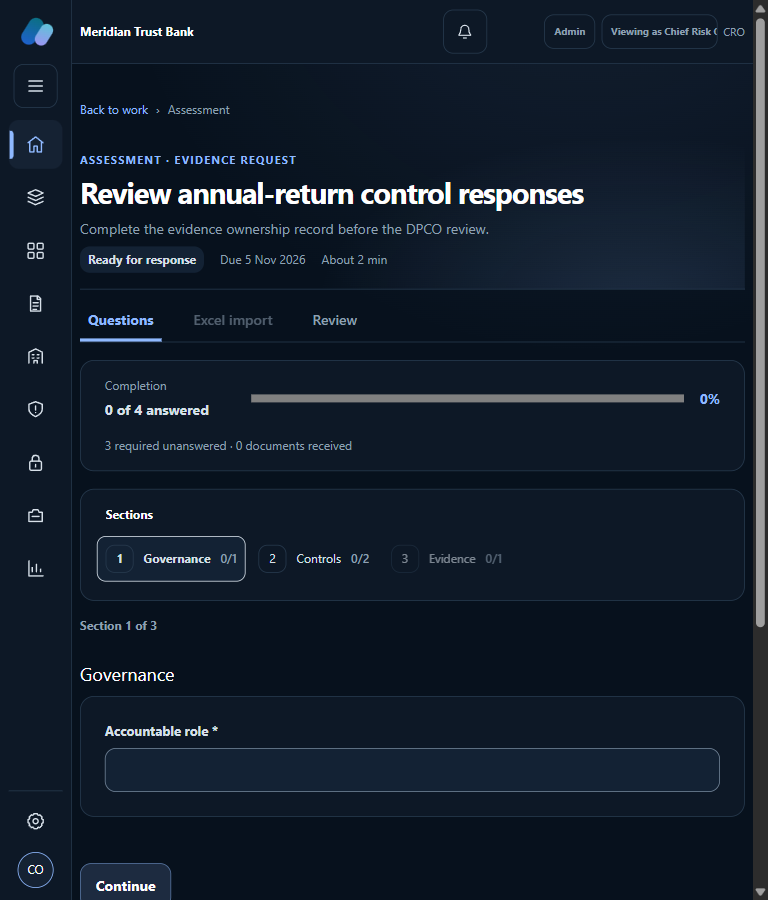 Meridian Trust Bank
Admin
Viewing as Chief Risk
CRO
Back to work › Assessment
ASSESSMENT · EVIDENCE REQUEST
Review annual-return control responses
Complete the evidence ownership record before the DPCO review.
Ready for response Due 5 Nov 2026 About 2 min
Questions Excel import Review
Completion
0 of 4 answered
0%
3 required unanswered · 0 documents received
Sections
1 Governance 0/1 2 Controls 0/2 3 Evidence 0/1
Section 1 of 3
Governance
Accountable role *
CO
Continue